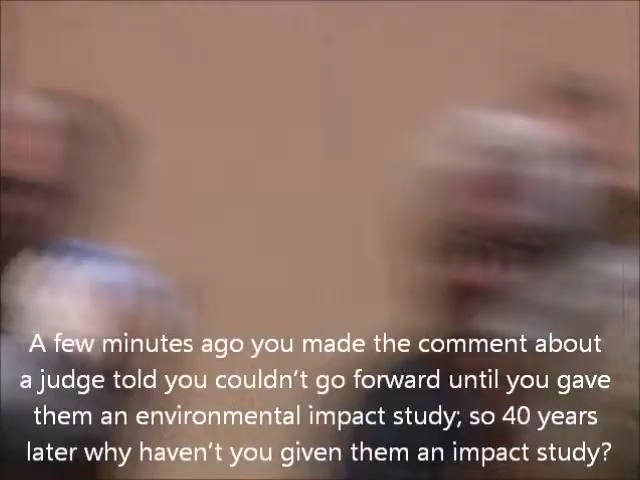 A few minutes ago you made the comment about
a judge told you couldn’t go forward until you gave
them an environmental impact study; so 40 years
later why haven’t you given them an impact study?